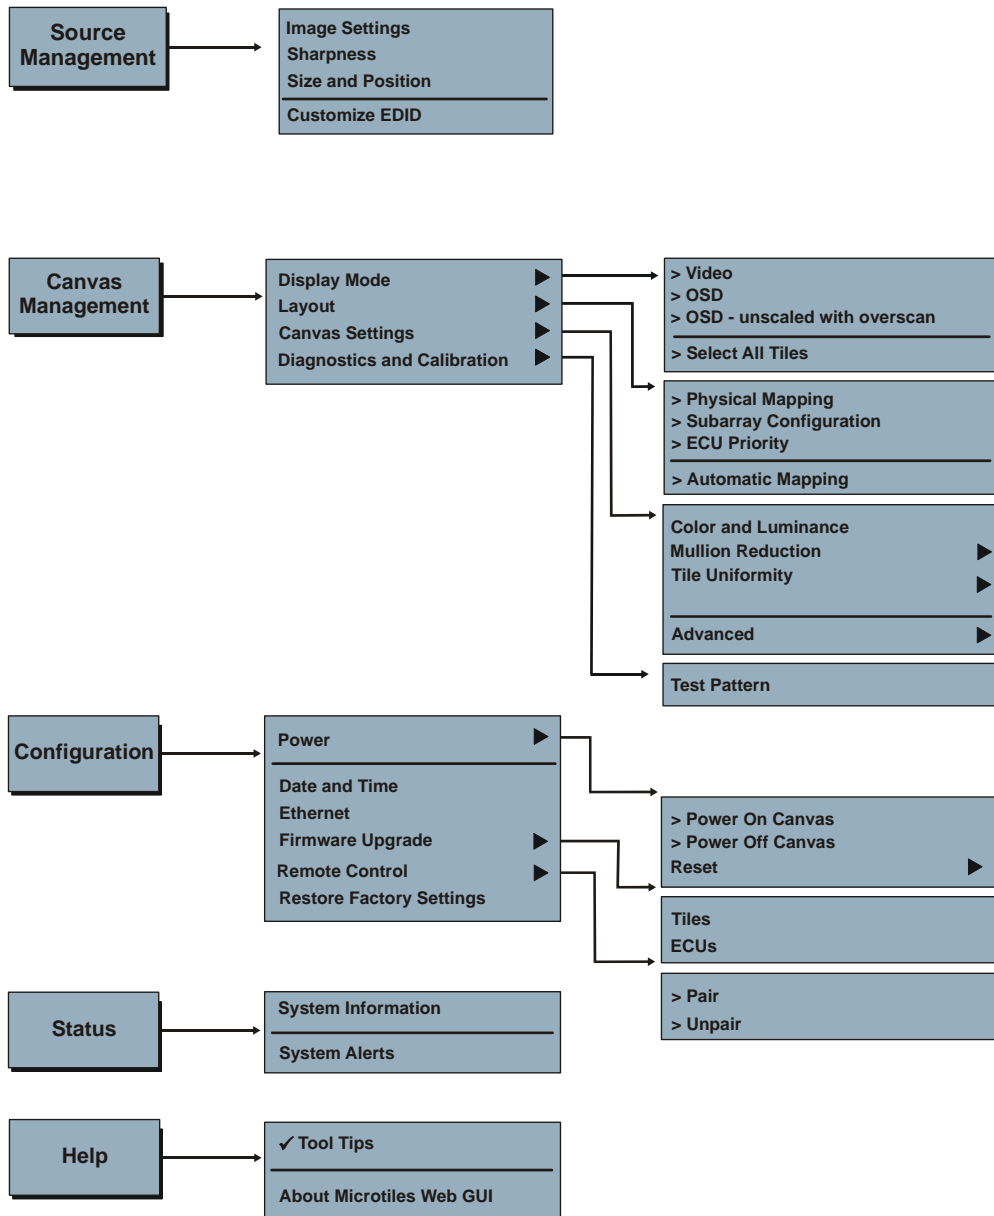 Source
Management
Image Settings
Sharpness
Size and Position
Customize EDID
Canvas
Management
Display Mode
Layout
Canvas Settings
Diagnostics and Calibration
> Video
> OSD
> OSD - unscaled with overscan
> Select All Tiles
> Physical Mapping
> Subarray Configuration
> ECU Priority
> Automatic Mapping
Color and Luminance
Mullion Reduction
Tile Uniformity
Advanced
Test Pattern
Configuration
Power
Date and Time
Ethernet
Firmware Upgrade
Remote Control
Restore Factory Settings
> Power On Canvas
> Power Off Canvas
Reset
Tiles
ECUs
> Pair
> Unpair
Status
System Information
System Alerts
Help
✓ Tool Tips
About Microtiles Web GUI